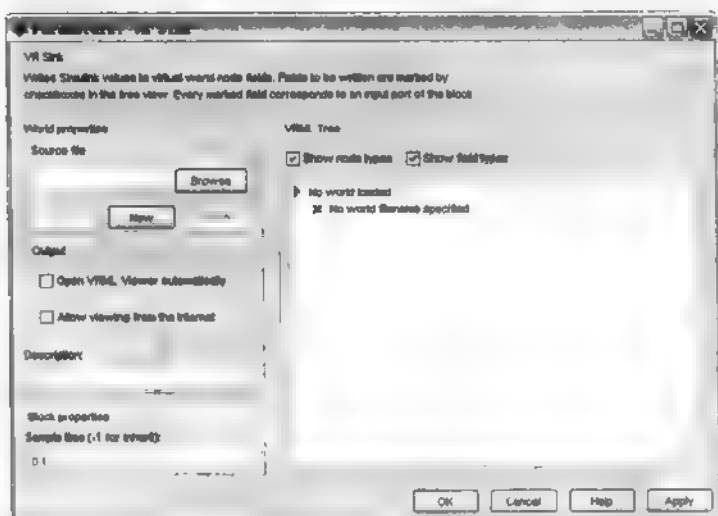 VR Sink
Writes Simulink values to virtual world node fields. Fields to be written are marked by
checkboxes in the tree view. Every marked field corresponds to an input port of the block
World properties
Source file
Browse
New
Output
Open VRML Viewer automatically
Allow viewing from the Internet
Description:
Block properties
Sample time (-1 for inherit):
0.1
VRML Tree
Show node types Show field types
No world loaded
No world filename specified
OK Cancel Help Apply